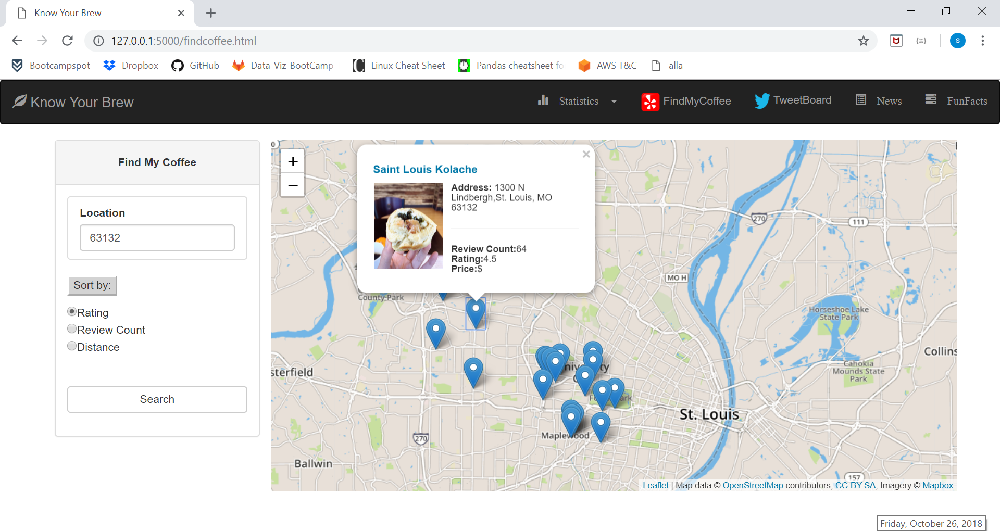 Know Your Brew
127.0.0.1:5000/findcoffee.html
S
Bootcampspot
Dropbox
GitHub
Data-Viz-BootCamp-
Linux Cheat Sheet
Pandas cheatsheet fo
AWS T&C
alla
Know Your Brew
Statistics
FindMyCoffee
TweetBoard
News
FunFacts
Find My Coffee
Location
63132
Sort by:
Rating
Review Count
Distance
Search
+
−
Saint Louis Kolache
×
Address: 1300 N
Lindbergh,St. Louis, MO
63132
Review Count:64
Rating:4.5
Price:$
270
111
MO H
County Park
Horseshoe Lake
State Park
Collins
sterfield
Cahokia
Mounds State
Park
St. Louis
Maplewood
270
Ballwin
157
Leaflet | Map data © OpenStreetMap contributors, CC-BY-SA, Imagery © Mapbox
Friday, October 26, 2018